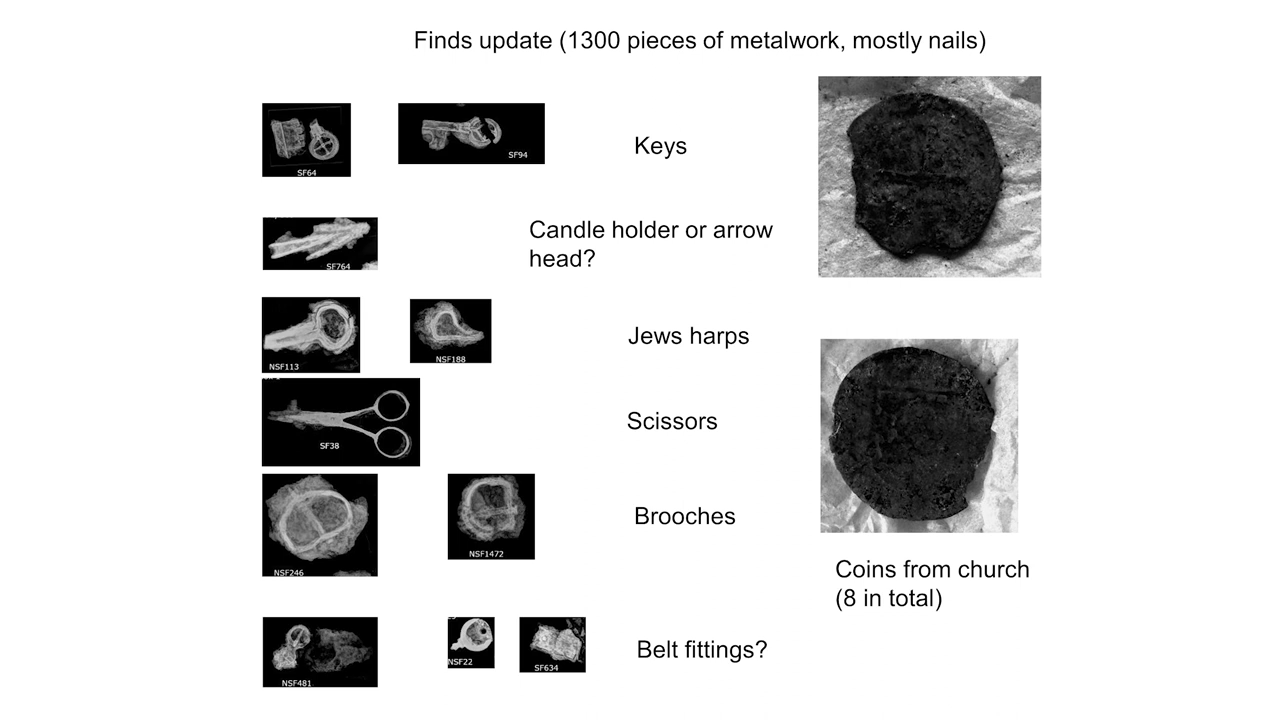 Finds update (1300 pieces of metalwork, mostly nails)
SF64
SF94
Keys
SF764
Candle holder or arrow
head?
NSF113
NSF188
Jews harps
SF38
Scissors
NSF246
NSF1472
Brooches
Coins from church
(8 in total)
NSF481
NSF22
SF634
Belt fittings?